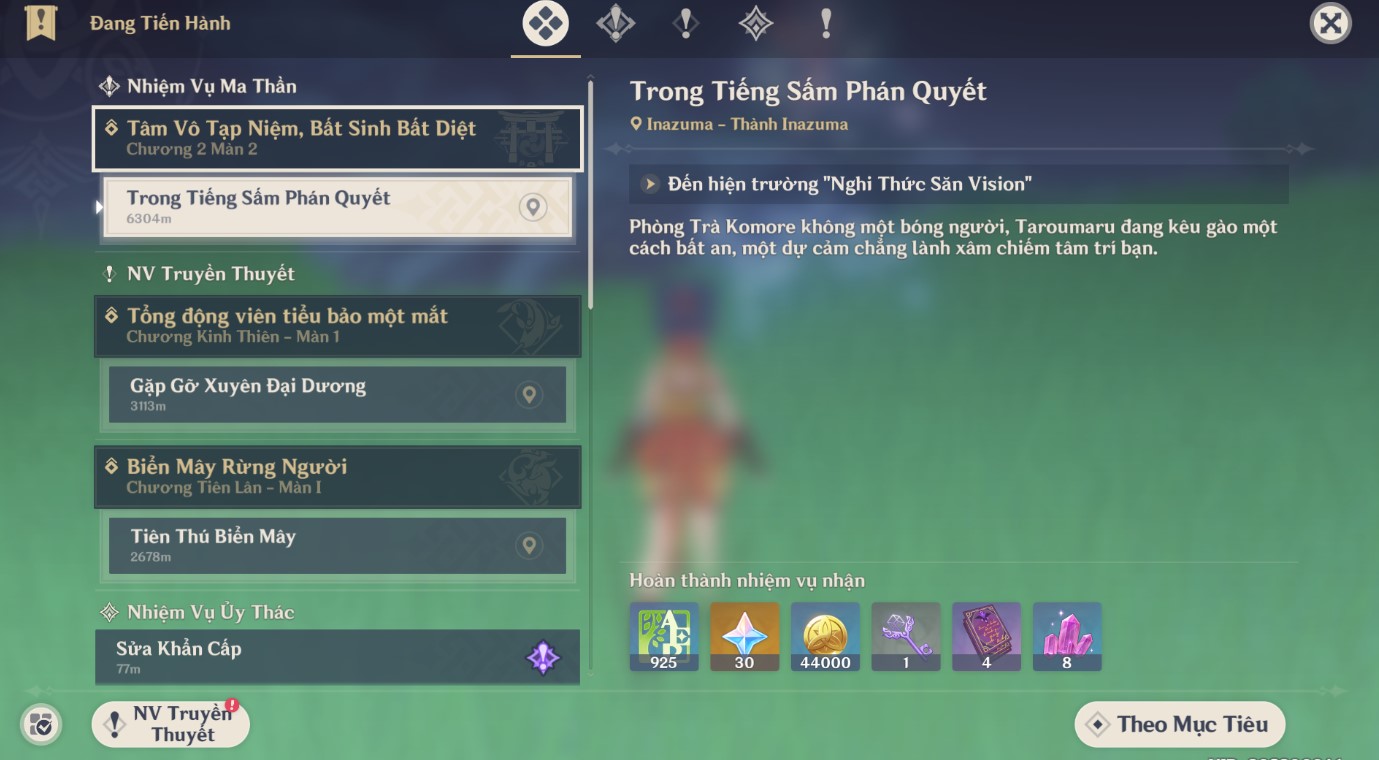 Đang Tiến Hành
Nhiệm Vụ Ma Thần
Tâm Vô Tạp Niệm, Bất Sinh Bất Diệt
Chương 2 Màn 2
Trong Tiếng Sấm Phán Quyết
6304m
NV Truyền Thuyết
Tổng động viên tiểu bảo một mắt
Chương Kình Thiên - Màn 1
Gặp Gỡ Xuyên Đại Dương
3113m
Biển Mây Rừng Người
Chương Tiên Lân - Màn I
Tiên Thú Biển Mây
2678m
Nhiệm Vụ Ủy Thác
Sửa Khẩn Cấp
77m
NV Truyền
Thuyết
Trong Tiếng Sấm Phán Quyết
Inazuma - Thành Inazuma
Đến hiện trường "Nghi Thức Săn Vision"
Phòng Trà Komore không một bóng người, Taroumaru đang kêu gào một
cách bất an, một dự cảm chẳng lành xâm chiếm tâm trí bạn.
Hoàn thành nhiệm vụ nhận
925
30
44000
1
4
8
Theo Mục Tiêu